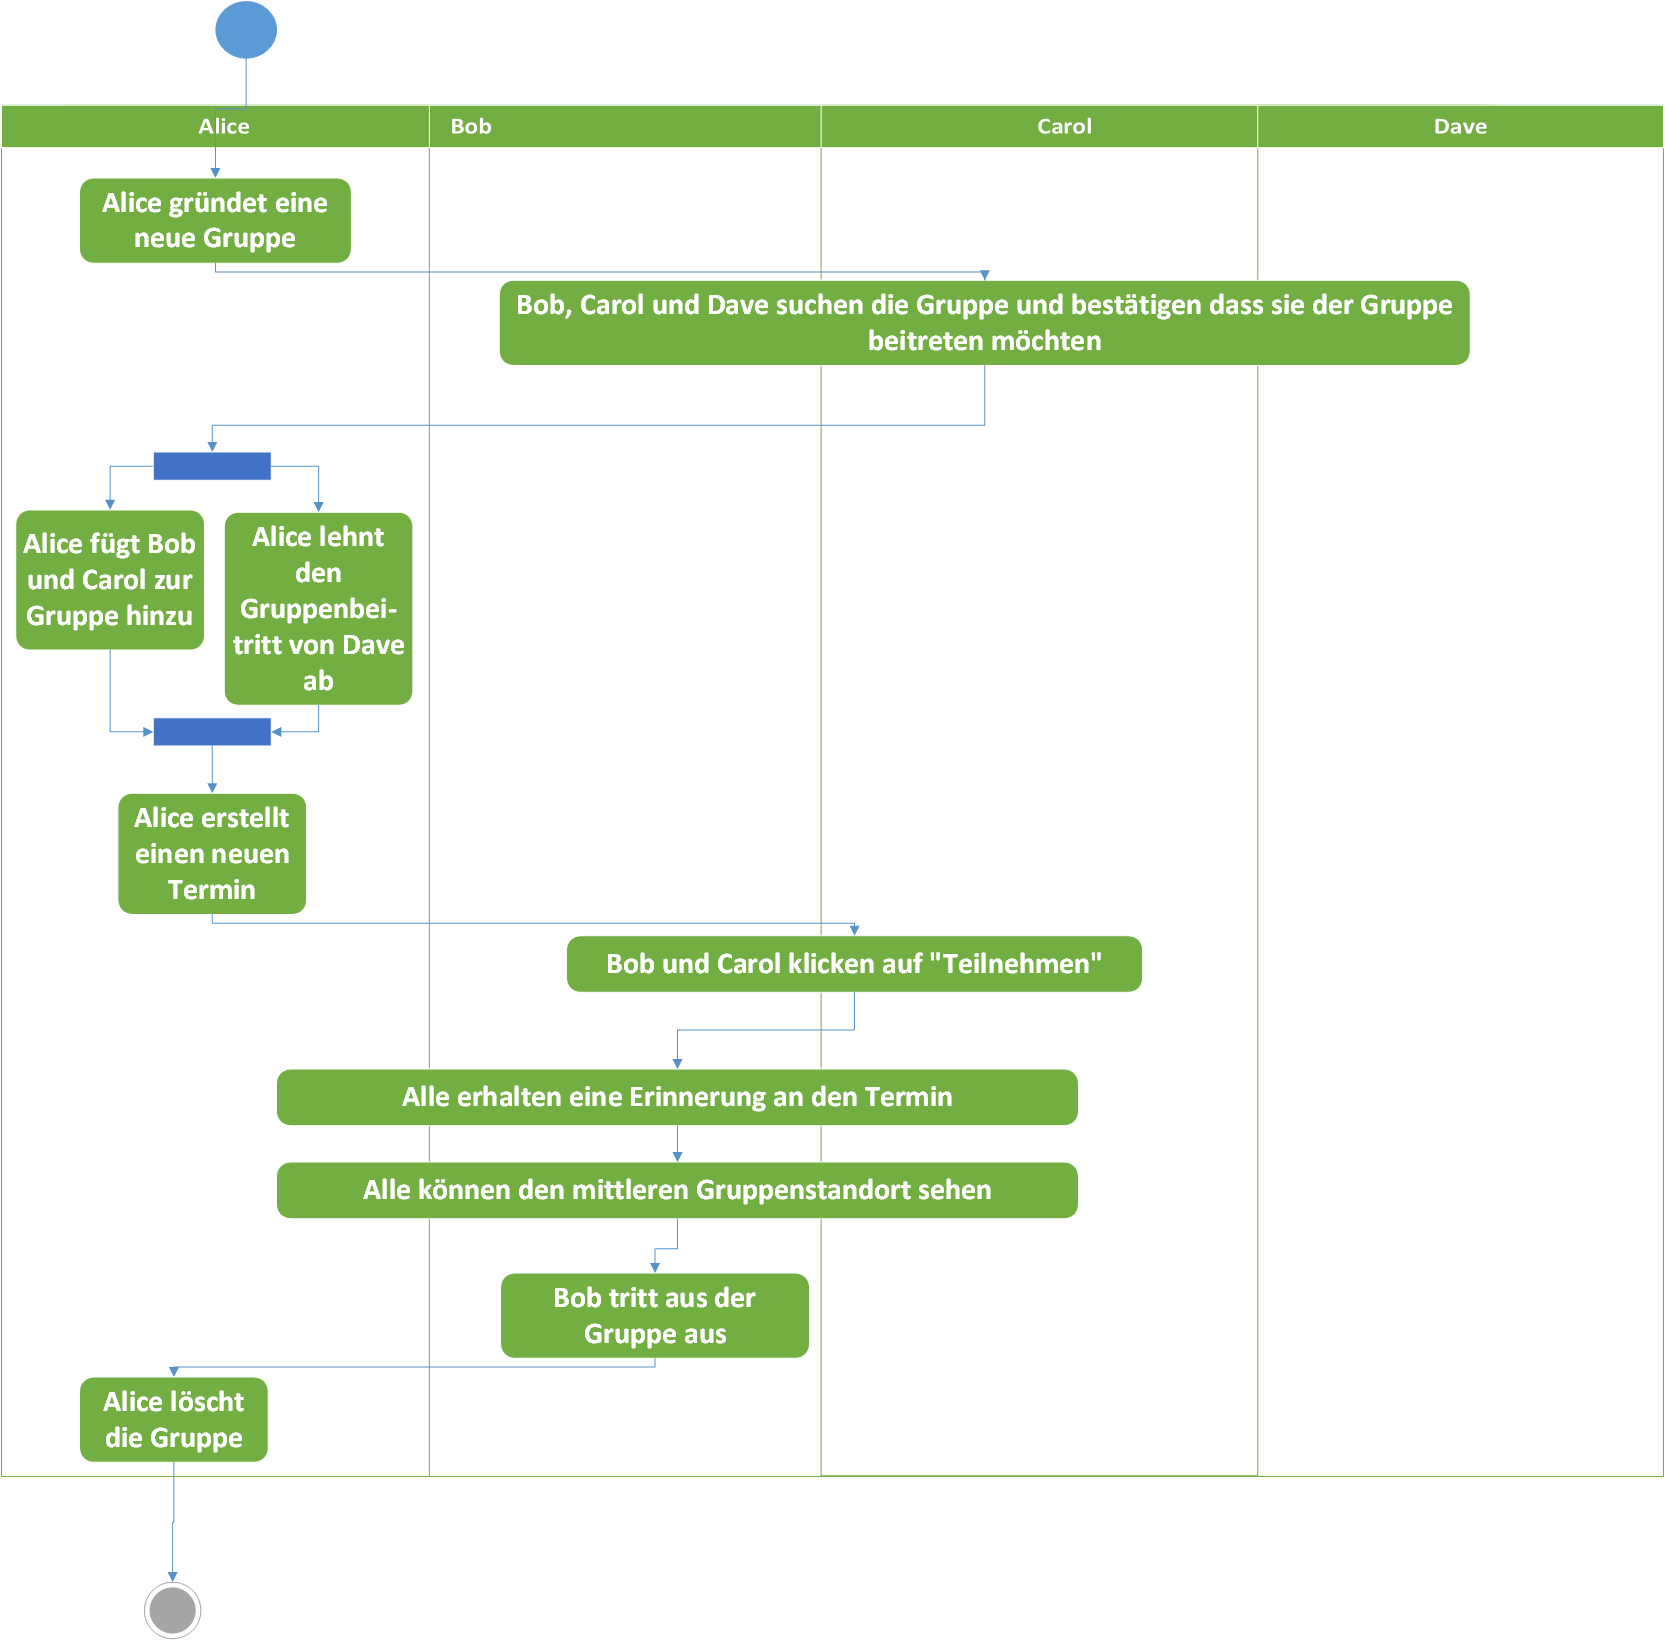 Alice
Bob
Carol
Dave
Alice gründet eine
neue Gruppe
Bob, Carol und Dave suchen die Gruppe und bestätigen dass sie der Gruppe
beitreten möchten
Alice fügt Bob
und Carol zur
Gruppe hinzu
Alice lehnt
den
Gruppenbei-
tritt von Dave
ab
Alice erstellt
einen neuen
Termin
Bob und Carol klicken auf "Teilnehmen"
Alle erhalten eine Erinnerung an den Termin
Alle können den mittleren Gruppenstandort sehen
Bob tritt aus der
Gruppe aus
Alice löscht
die Gruppe